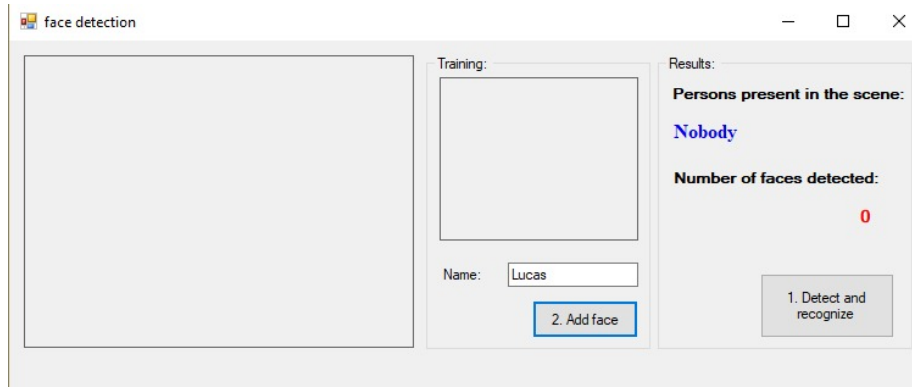 face detection
Training:
Name:
Lucas
2. Add face
Results:
Persons present in the scene:
Nobody
Number of faces detected:
0
1. Detect and
recognize